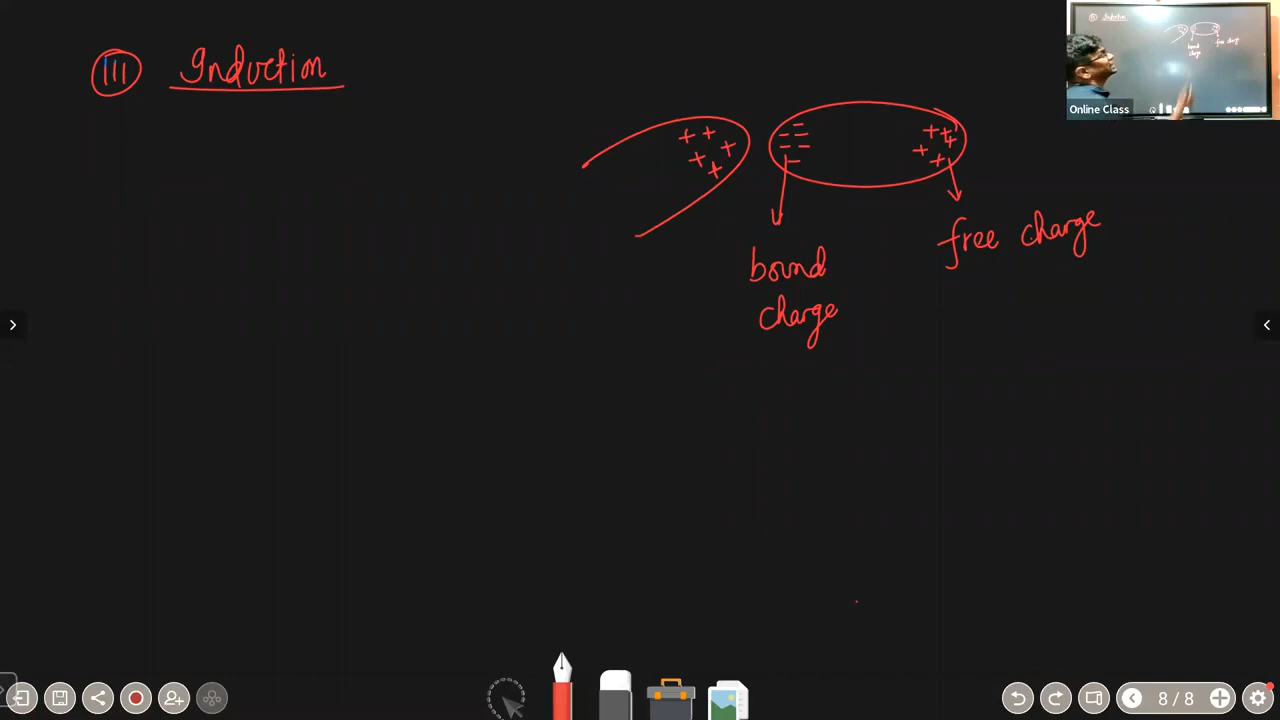 III Induction
Online Class
+ + + + +
- - - - -
+ + + + +
free charge
bound
charge
8/8